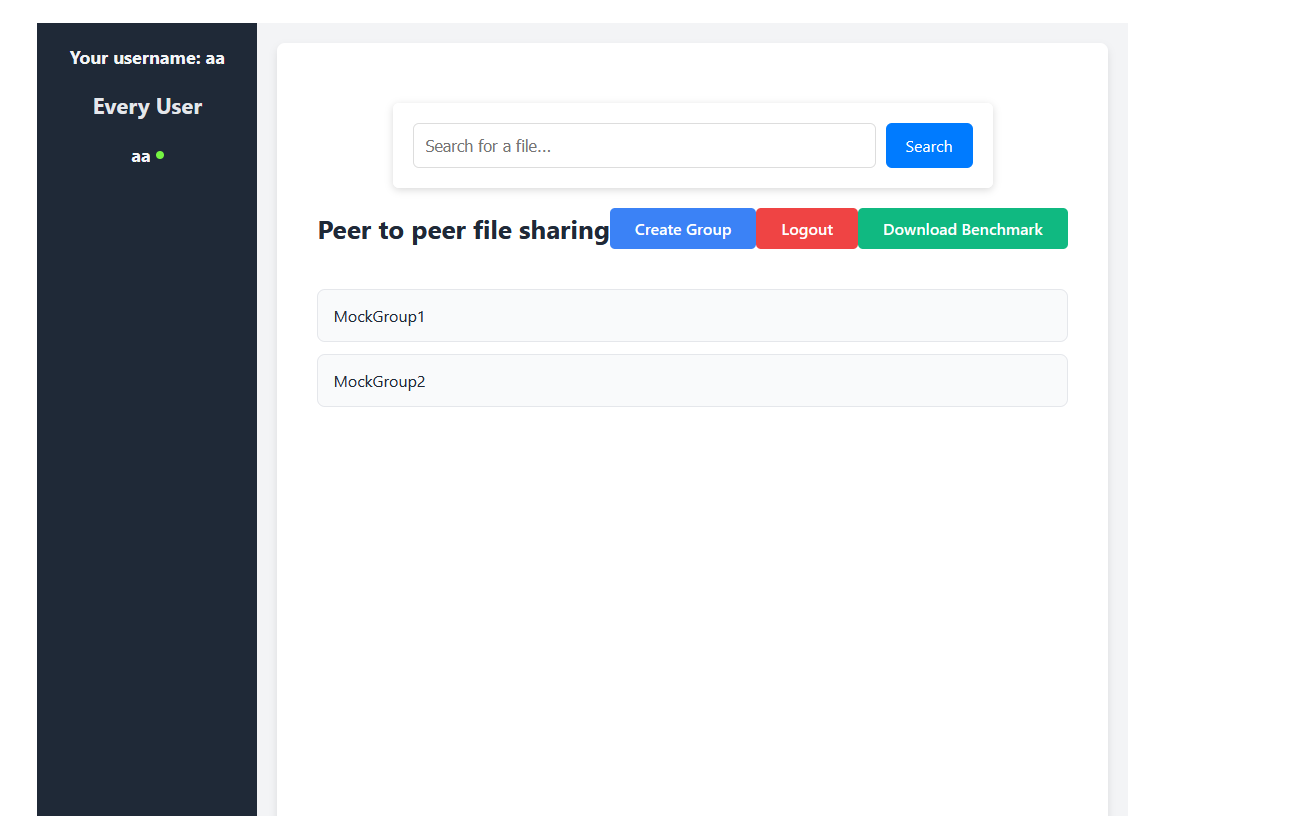 Your username: aa
Every User
aa
Search for a file...
Search
Peer to peer file sharing
Create Group
Logout
Download Benchmark
MockGroup1
MockGroup2